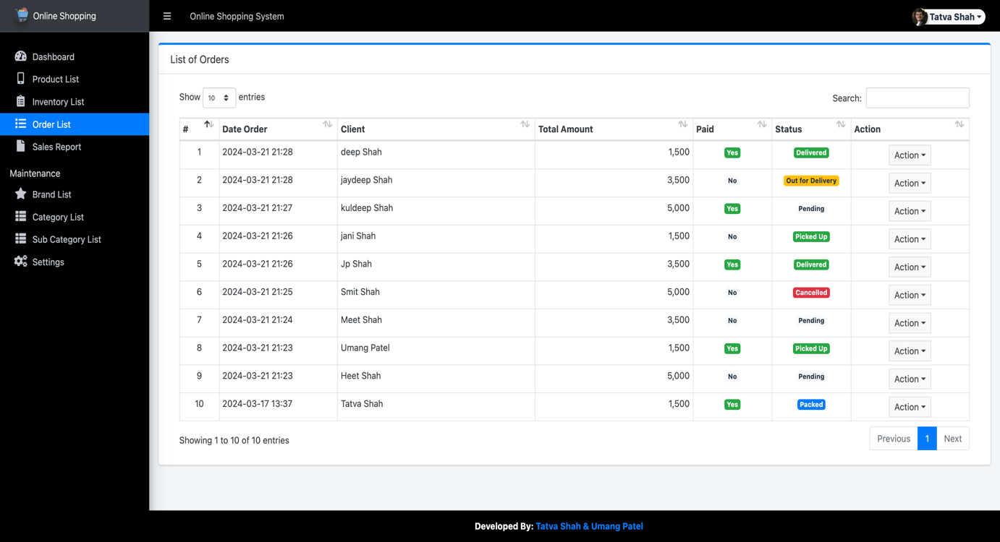 Online Shopping
Online Shopping System
Tatva Shah
Dashboard
Product List
Inventory List
Order List
Sales Report
Maintenance
Brand List
Category List
Sub Category List
Settings
List of Orders
Show 10 entries
Search:
# Date Order Client Total Amount Paid Status Action
1 2024-03-21 21:28 deep Shah 1,500 Yes Delivered Action
2 2024-03-21 21:28 jaydeep Shah 3,500 No Out for Delivery Action
3 2024-03-21 21:27 kuldeep Shah 5,000 Yes Pending Action
4 2024-03-21 21:26 jani Shah 1,500 No Picked Up Action
5 2024-03-21 21:26 Jp Shah 3,500 Yes Delivered Action
6 2024-03-21 21:25 Smit Shah 5,000 No Cancelled Action
7 2024-03-21 21:24 Meet Shah 3,500 No Pending Action
8 2024-03-21 21:23 Umang Patel 1,500 Yes Picked Up Action
9 2024-03-21 21:23 Heet Shah 5,000 No Pending Action
10 2024-03-17 13:37 Tatva Shah 1,500 Yes Packed Action
Showing 1 to 10 of 10 entries
Previous 1 Next
Developed By: Tatva Shah & Umang Patel